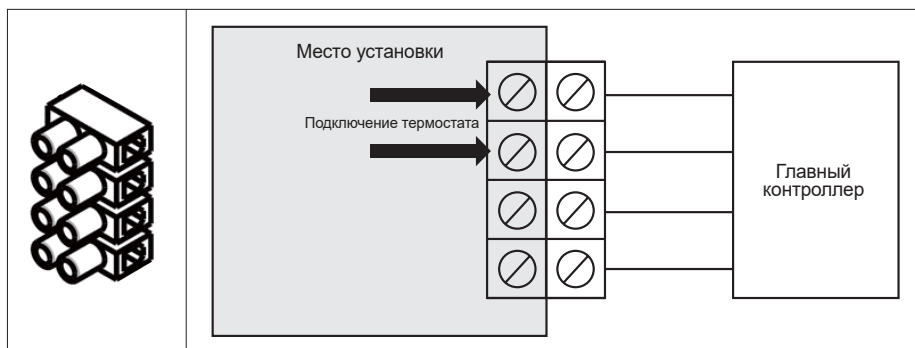 Место установки
Подключение термостата
Главный
контроллер